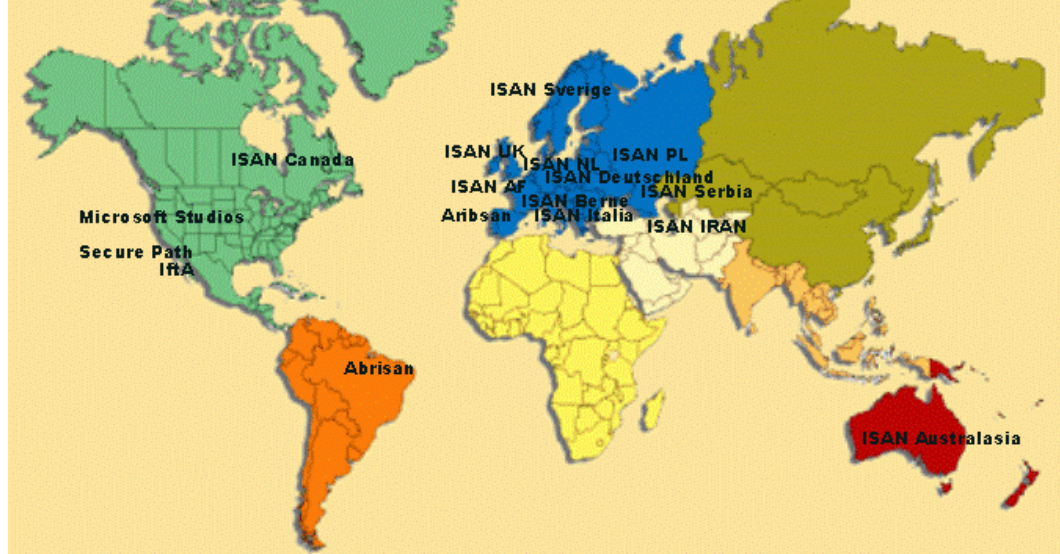 ISAN Sverige
ISAN UK
ISAN NL
ISAN PL
ISAN Canada
ISAN Deutschland
ISAN AF
ISAN Serbia
ISAN Berne
Microsoft Studios
Aribsan
ISAN Italia
ISAN IRAN
Secure Path
IftA
Abrisan
ISAN Australasia